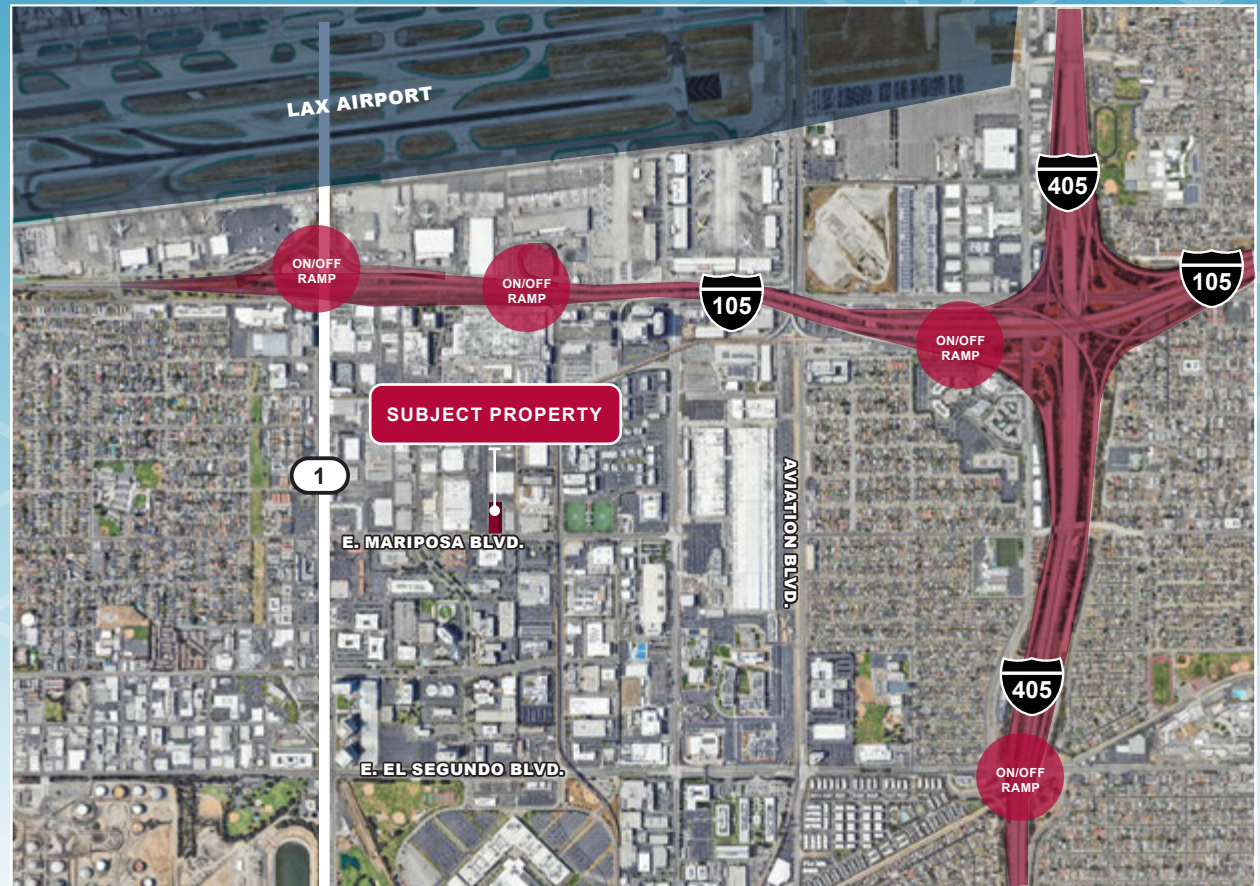 LAX AIRPORT
405
ON/OFF
RAMP
ON/OFF
RAMP
105
105
ON/OFF
RAMP
SUBJECT PROPERTY
1
AVIATION BLVD.
E. MARIPOSA BLVD.
405
E. EL SEGUNDO BLVD.
ON/OFF
RAMP